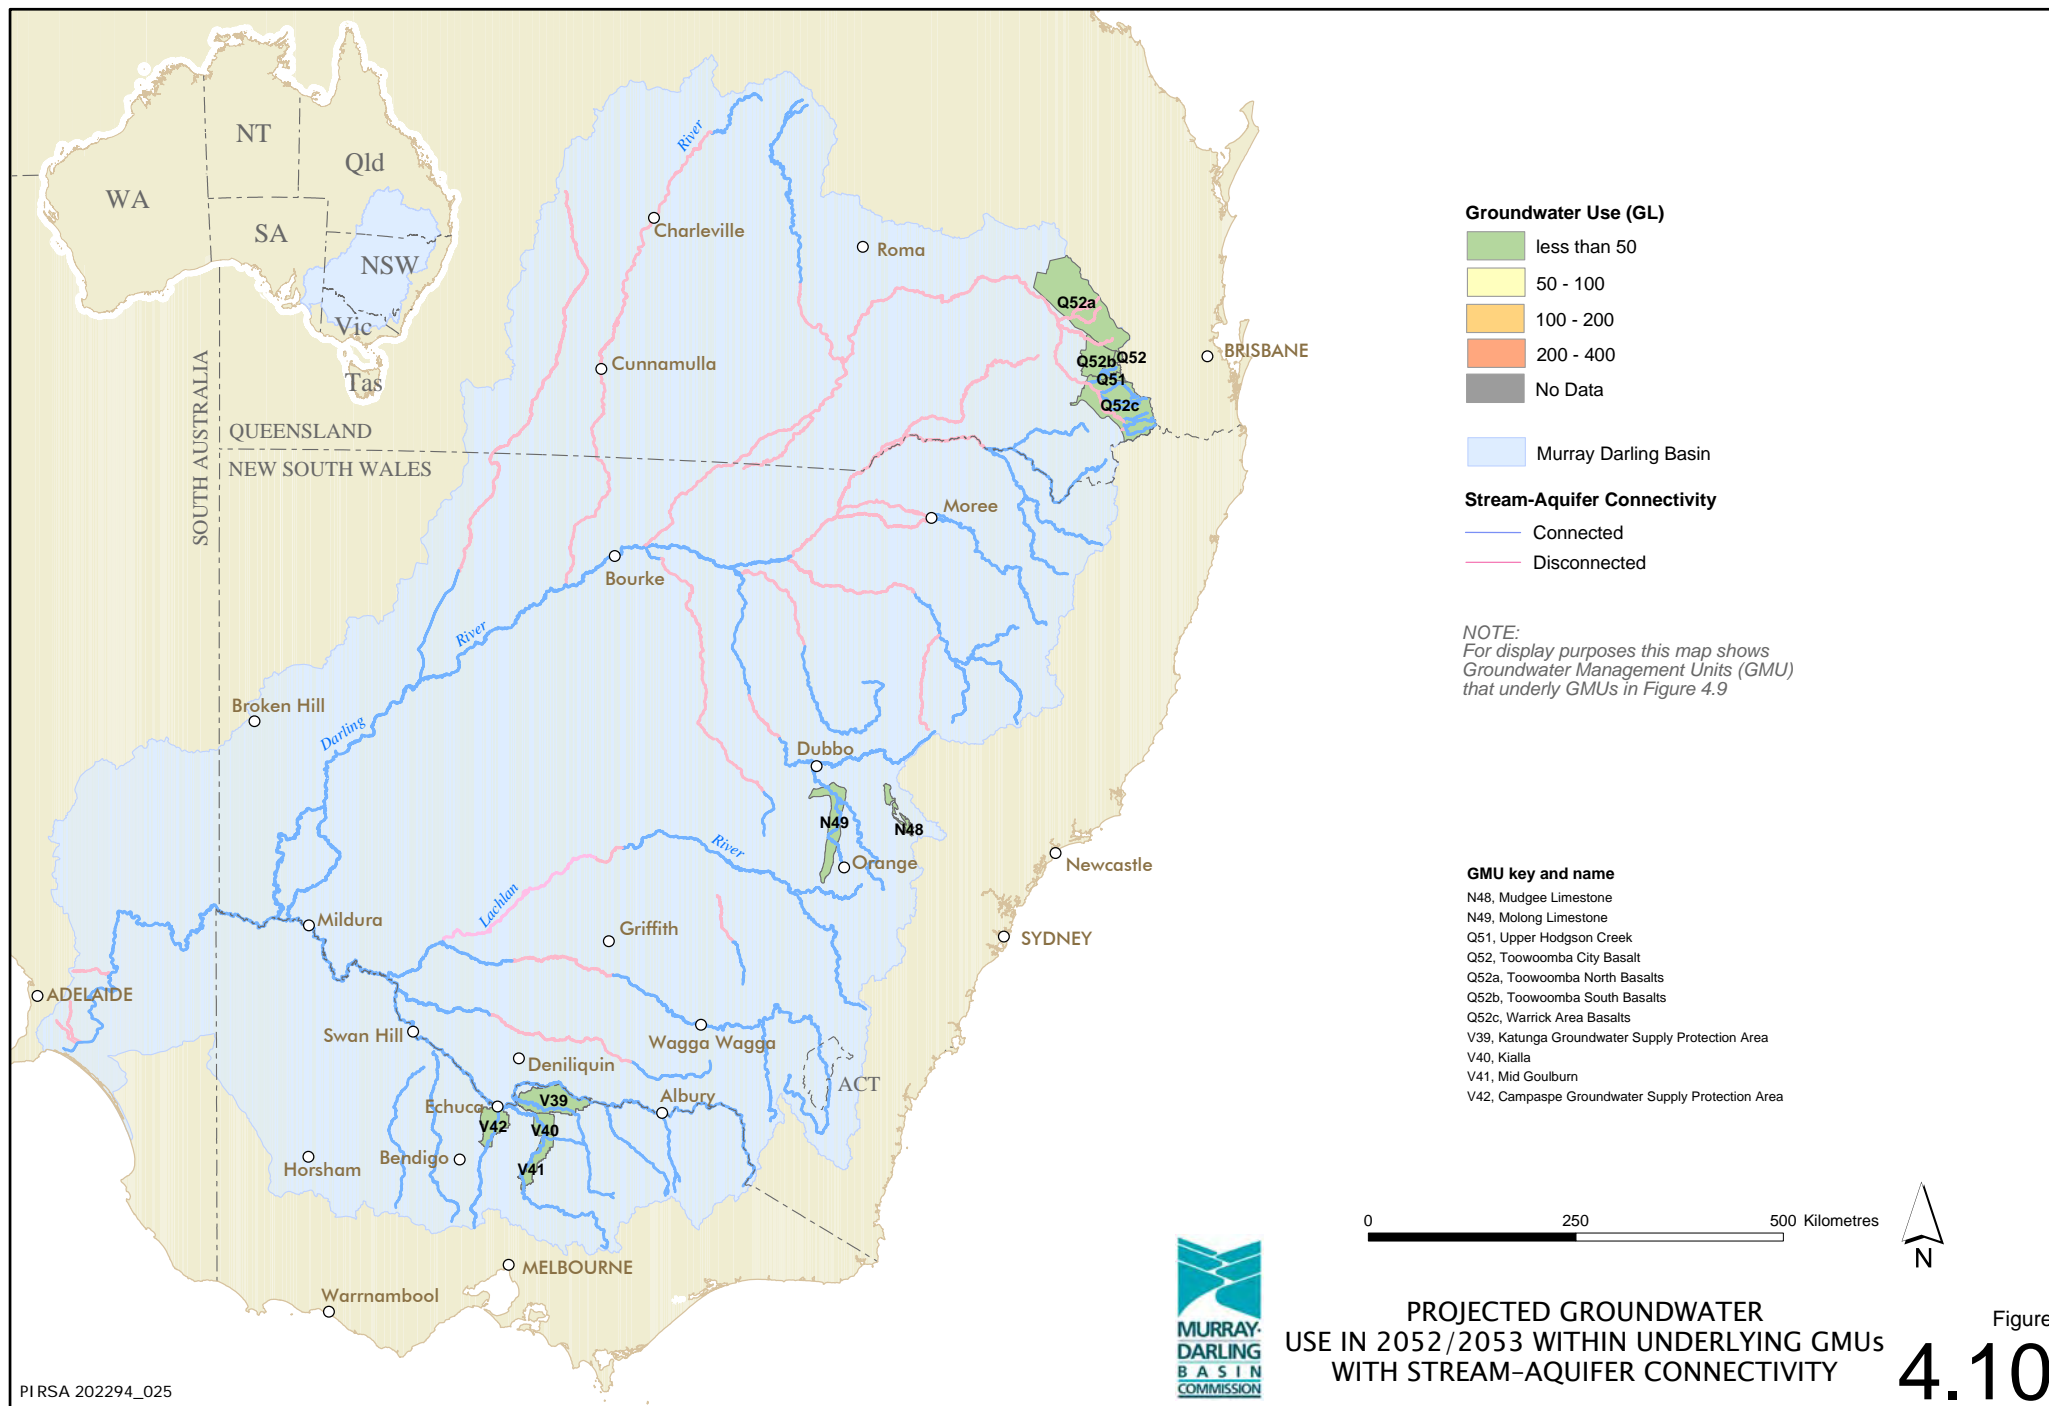 NT
Qld
WA
SA
NSW
Vic
Tas
SOUTH AUSTRALIA
QUEENSLAND
NEW SOUTH WALES
River
Charleville
Roma
Cunnamulla
Q52a
Q52b
Q52
Q51
Q52c
BRISBANE
Moree
Bourke
River
Broken Hill
Darling
Dubbo
N49
N48
Orange
Newcastle
River
Lachlan
Mildura
Griffith
SYDNEY
ADELAIDE
Swan Hill
Wagga Wagga
Deniliquin
ACT
Echuca
V39
Albury
V42
V40
Bendigo
V41
Horsham
MELBOURNE
Warrnambool
Groundwater Use (GL)
less than 50
50 - 100
100 - 200
200 - 400
No Data
Murray Darling Basin
Stream-Aquifer Connectivity
Connected
Disconnected
NOTE:
For display purposes this map shows
Groundwater Management Units (GMU)
that underly GMUs in Figure 4.9
GMU key and name
N48, Mudgee Limestone
N49, Molong Limestone
Q51, Upper Hodgson Creek
Q52, Toowoomba City Basalt
Q52a, Toowoomba North Basalts
Q52b, Toowoomba South Basalts
Q52c, Warrick Area Basalts
V39, Katunga Groundwater Supply Protection Area
V40, Kialla
V41, Mid Goulburn
V42, Campaspe Groundwater Supply Protection Area
0 250 500 Kilometres
N
MURRAY-
DARLING
BASIN
COMMISSION
PROJECTED GROUNDWATER
USE IN 2052/2053 WITHIN UNDERLYING GMUs
WITH STREAM-AQUIFER CONNECTIVITY
Figure
4.10
PIRSA 202294_025